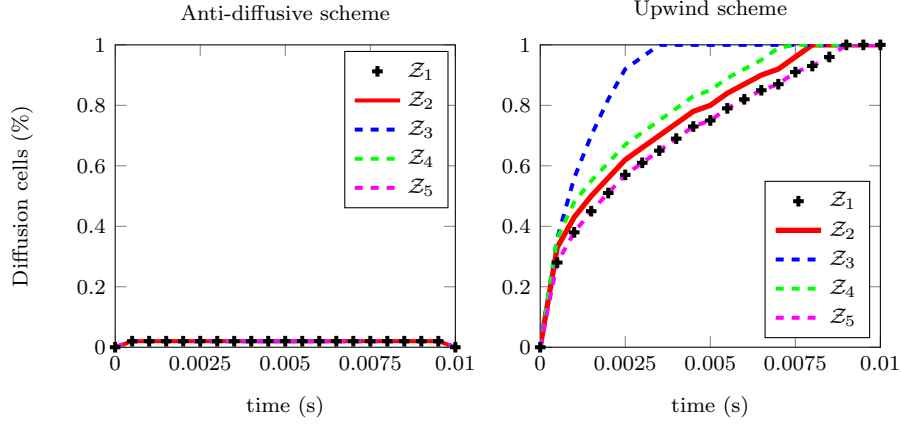 Anti-diffusive scheme
Diffusion cells (%)
1
0.8
0.6
0.4
0.2
0
0
0.0025
0.005
0.0075
0.01
time (s)
𝒵1
𝒵2
𝒵3
𝒵4
𝒵5
Upwind scheme
1
0.8
0.6
0.4
0.2
0
0
0.0025
0.005
0.0075
0.01
time (s)
𝒵1
𝒵2
𝒵3
𝒵4
𝒵5